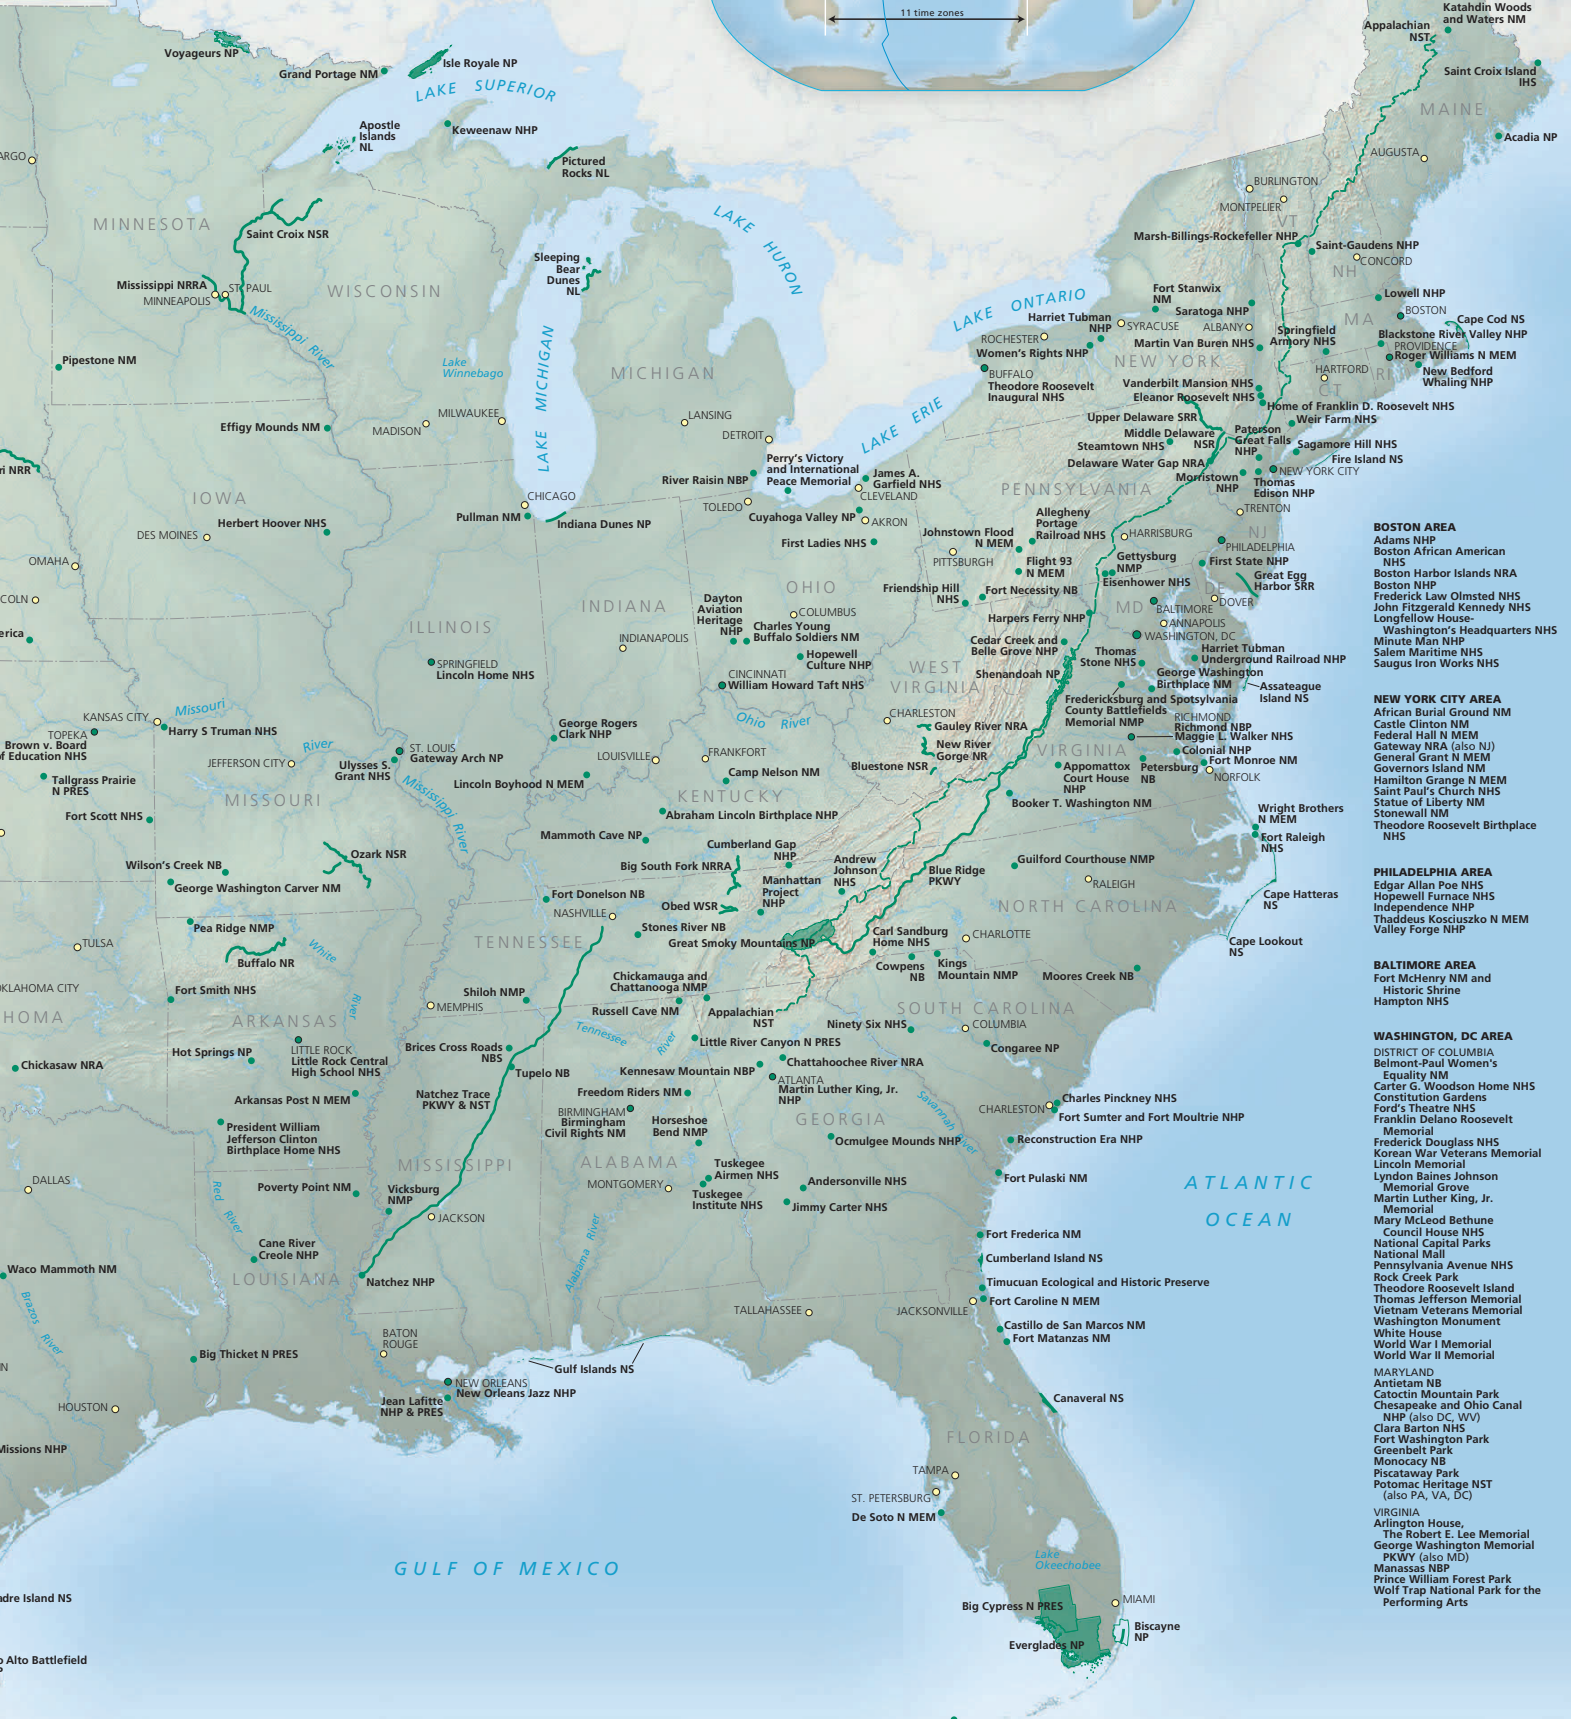 11 time zones
Katahdin Woods
and Waters NM
Appalachian
NST
Voyageurs NP
Grand Portage NM
Isle Royale NP
LAKE SUPERIOR
Saint Croix Island
IHS
MAINE
Apostle
Islands
NL
Keweenaw NHP
Acadia NP
ARGO
AUGUSTA
Pictured
Rocks NL
BURLINGTON
MONTPELIER
VT
MINNESOTA
Saint Croix NSR
LAKE HURON
Marsh-Billings-Rockefeller NHP
Saint-Gaudens NHP
CONCORD
NH
Sleeping
Bear
Dunes
NL
Mississippi NRRA
ST. PAUL
MINNEAPOLIS
WISCONSIN
Mississippi River
LAKE ONTARIO
Fort Stanwix
NM
Saratoga NHP
Lowell NHP
BOSTON
MA
Cape Cod NS
Harriet Tubman
NHP
SYRACUSE
ALBANY
Springfield
Armory NHS
Blackstone River Valley NHP
PROVIDENCE
Roger Williams N MEM
ROCHESTER
Women's Rights NHP
Martin Van Buren NHS
NEW YORK
Pipestone NM
Lake
Winnebago
LAKE MICHIGAN
MICHIGAN
BUFFALO
Theodore Roosevelt
Inaugural NHS
HARTFORD
RI
New Bedford
Whaling NHP
CT
Vanderbilt Mansion NHS
Eleanor Roosevelt NHS
Home of Franklin D. Roosevelt NHS
Weir Farm NHS
LAKE ERIE
Upper Delaware SRR
Middle Delaware
NSR
Steamtown NHS
Paterson
Great Falls
NHP
Sagamore Hill NHS
Fire Island NS
MILWAUKEE
MADISON
LANSING
DETROIT
Effigy Mounds NM
Perry's Victory
and International
Peace Memorial
James A.
Garfield NHS
Delaware Water Gap NRA
NEW YORK CITY
ri NRR
River Raisin NBP
CLEVELAND
Morristown
NHP
Thomas
Edison NHP
IOWA
CHICAGO
TOLEDO
PENNSYLVANIA
TRENTON
Pullman NM
Indiana Dunes NP
Cuyahoga Valley NP
AKRON
Allegheny
Portage
Railroad NHS
Herbert Hoover NHS
DES MOINES
First Ladies NHS
Johnstown Flood
N MEM
HARRISBURG
NJ
PHILADELPHIA
PITTSBURGH
Flight 93
N MEM
Gettysburg
NMP
First State NHP
OMAHA
OHIO
Friendship Hill
NHS
Fort Necessity NB
Eisenhower NHS
Great Egg
Harbor SRR
DE
COLN
INDIANA
Dayton
Aviation
Heritage
NHP
COLUMBUS
Charles Young
Buffalo Soldiers NM
MD
BALTIMORE
DOVER
ANNAPOLIS
Harpers Ferry NHP
WASHINGTON, DC
erica
ILLINOIS
INDIANAPOLIS
Hopewell
Culture NHP
Cedar Creek and
Belle Grove NHP
Thomas
Stone NHS
Harriet Tubman
Underground Railroad NHP
SPRINGFIELD
Lincoln Home NHS
CINCINNATI
William Howard Taft NHS
WEST
VIRGINIA
Shenandoah NP
George Washington
Birthplace NM
Assateague
Island NS
Fredericksburg and Spotsylvania
County Battlefields
Memorial NMP
Missouri
River
KANSAS CITY
Harry S Truman NHS
TOPEKA
Brown v. Board
of Education NHS
Ohio River
CHARLESTON
Gauley River NRA
RICHMOND
Richmond NBP
Maggie L. Walker NHS
George Rogers
Clark NHP
ST. LOUIS
Gateway Arch NP
JEFFERSON CITY
Ulysses S.
Grant NHS
LOUISVILLE
FRANKFORT
New River
Gorge NR
VIRGINIA
Colonial NHP
Fort Monroe NM
Bluestone NSR
Appomattox
Court House
NHP
Petersburg
NB
NORFOLK
Tallgrass Prairie
N PRES
Lincoln Boyhood N MEM
Camp Nelson NM
Mississippi River
MISSOURI
KENTUCKY
Abraham Lincoln Birthplace NHP
Booker T. Washington NM
Fort Scott NHS
Mammoth Cave NP
Wright Brothers
N MEM
Fort Raleigh
NHS
Ozark NSR
Cumberland Gap
NHP
Big South Fork NRRA
Andrew
Johnson
NHS
Guilford Courthouse NMP
Wilson's Creek NB
George Washington Carver NM
Blue Ridge
PKWY
RALEIGH
Fort Donelson NB
Manhattan
Project
NHP
Cape Hatteras
NS
NASHVILLE
Obed WSR
NORTH CAROLINA
Pea Ridge NMP
TULSA
Buffalo NR
White
River
TENNESSEE
Stones River NB
Great Smoky Mountains NP
Carl Sandburg
Home NHS
CHARLOTTE
Cape Lookout
NS
OKLAHOMA CITY
Cowpens
NB
Kings
Mountain NMP
Moores Creek NB
Fort Smith NHS
Shiloh NMP
Chickamauga and
Chattanooga NMP
MEMPHIS
Russell Cave NM
Appalachian
NST
HOMA
ARKANSAS
SOUTH CAROLINA
Ninety Six NHS
COLUMBIA
Tennessee
River
Hot Springs NP
LITTLE ROCK
Little Rock Central
High School NHS
Brices Cross Roads
NBS
Little River Canyon N PRES
Congaree NP
Chickasaw NRA
Tupelo NB
Kennesaw Mountain NBP
Chattahoochee River NRA
ATLANTA
Martin Luther King, Jr.
NHP
Arkansas Post N MEM
Natchez Trace
PKWY & NST
Freedom Riders NM
Savannah River
Charles Pinckney NHS
CHARLESTON
Fort Sumter and Fort Moultrie NHP
BIRMINGHAM
Birmingham
Civil Rights NM
Horseshoe
Bend NMP
GEORGIA
President William
Jefferson Clinton
Birthplace Home NHS
Ocmulgee Mounds NHP
Reconstruction Era NHP
MISSISSIPPI
ALABAMA
Tuskegee
Airmen NHS
DALLAS
Poverty Point NM
Vicksburg
NMP
MONTGOMERY
Tuskegee
Institute NHS
Andersonville NHS
Jimmy Carter NHS
Fort Pulaski NM
ATLANTIC
OCEAN
Red
River
JACKSON
Alabama River
Fort Frederica NM
Cane River
Creole NHP
Cumberland Island NS
Waco Mammoth NM
LOUISIANA
Natchez NHP
Timucuan Ecological and Historic Preserve
Brazos River
TALLAHASSEE
JACKSONVILLE
Fort Caroline N MEM
BATON
ROUGE
Castillo de San Marcos NM
Fort Matanzas NM
Big Thicket N PRES
Gulf Islands NS
N
NEW ORLEANS
New Orleans Jazz NHP
Jean Lafitte
NHP & PRES
HOUSTON
Canaveral NS
Missions NHP
FLORIDA
TAMPA
ST. PETERSBURG
De Soto N MEM
GULF OF MEXICO
Lake
Okeechobee
dre Island NS
Big Cypress N PRES
MIAMI
Biscayne
NP
Everglades NP
o Alto Battlefield
P
BOSTON AREA
Adams NHP
Boston African American
NHS
Boston Harbor Islands NRA
Boston NHP
Frederick Law Olmsted NHS
John Fitzgerald Kennedy NHS
Longfellow House-
Washington's Headquarters NHS
Minute Man NHP
Salem Maritime NHS
Saugus Iron Works NHS
NEW YORK CITY AREA
African Burial Ground NM
Castle Clinton NM
Federal Hall N MEM
Gateway NRA (also NJ)
General Grant N MEM
Governors Island NM
Hamilton Grange N MEM
Saint Paul's Church NHS
Statue of Liberty NM
Stonewall NM
Theodore Roosevelt Birthplace
NHS
PHILADELPHIA AREA
Edgar Allan Poe NHS
Hopewell Furnace NHS
Independence NHP
Thaddeus Kosciuszko N MEM
Valley Forge NHP
BALTIMORE AREA
Fort McHenry NM and
Historic Shrine
Hampton NHS
WASHINGTON, DC AREA
DISTRICT OF COLUMBIA
Belmont-Paul Women's
Equality NM
Carter G. Woodson Home NHS
Constitution Gardens
Ford's Theatre NHS
Franklin Delano Roosevelt
Memorial
Frederick Douglass NHS
Korean War Veterans Memorial
Lincoln Memorial
Lyndon Baines Johnson
Memorial Grove
Martin Luther King, Jr.
Memorial
Mary McLeod Bethune
Council House NHS
National Capital Parks
National Mall
Pennsylvania Avenue NHS
Rock Creek Park
Theodore Roosevelt Island
Thomas Jefferson Memorial
Vietnam Veterans Memorial
Washington Monument
White House
World War I Memorial
World War II Memorial
MARYLAND
Antietam NB
Catoctin Mountain Park
Chesapeake and Ohio Canal
NHP (also DC, WV)
Clara Barton NHS
Fort Washington Park
Greenbelt Park
Monocacy NB
Piscataway Park
Potomac Heritage NST
(also PA, VA, DC)
VIRGINIA
Arlington House,
The Robert E. Lee Memorial
George Washington Memorial
PKWY (also MD)
Manassas NBP
Prince William Forest Park
Wolf Trap National Park for the
Performing Arts